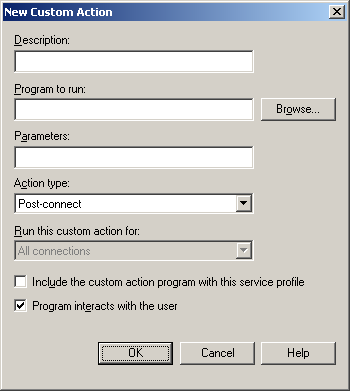 New Custom Action
Description:
Program to run:
Browse...
Parameters:
Action type:
Post-connect
Run this custom action for:
All connections
Include the custom action program with this service profile
Program interacts with the user
OK
Cancel
Help